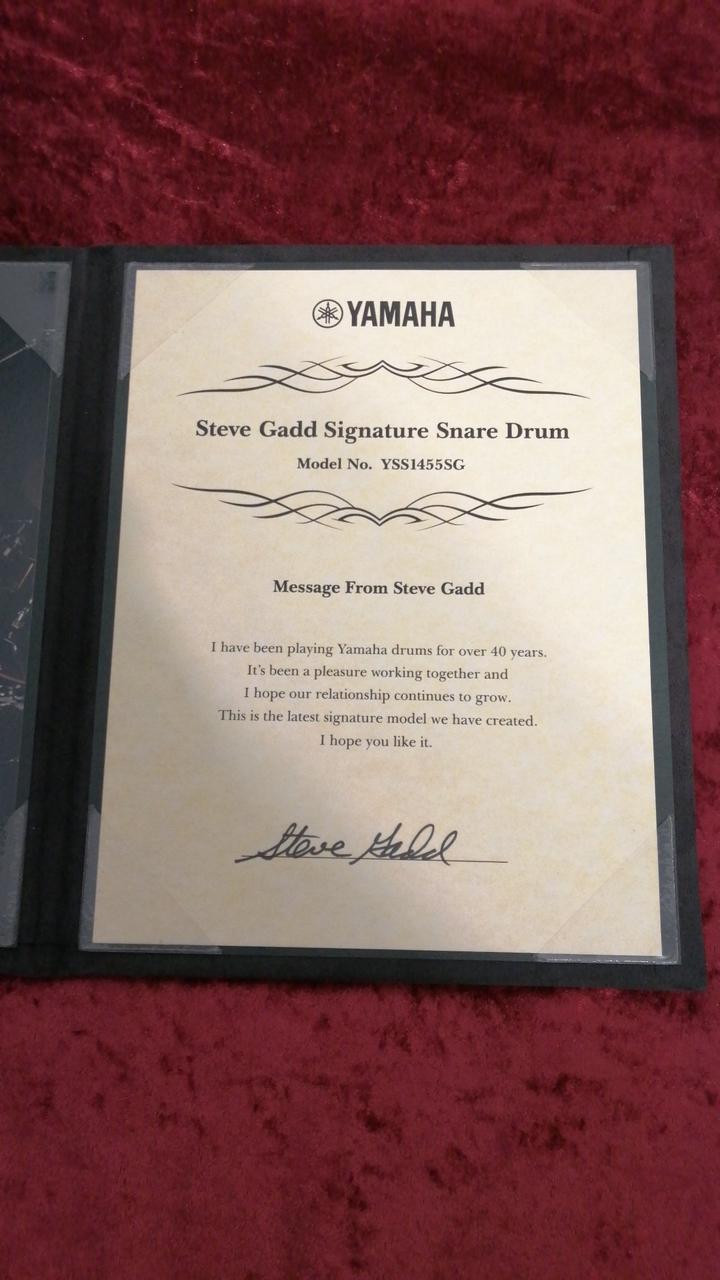 YAMAHA
Steve Gadd Signature Snare Drum
Model No. YSS1455SG
Message From Steve Gadd
I have been playing Yamaha drums for over 40 years.
It's been a pleasure working together and
I hope our relationship continues to grow.
This is the latest signature model we have created.
I hope you like it.
Steve Gadd